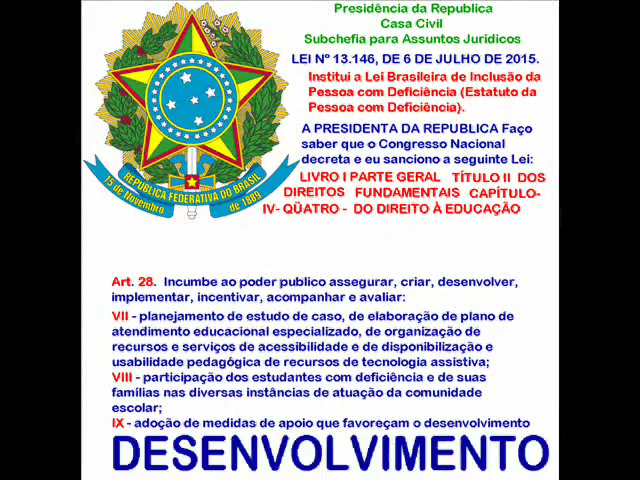 Presidência da Republica
Casa Civil
Subchefia para Assuntos Jurídicos
LEI Nº 13.146, DE 6 DE JULHO DE 2015.
Institui a Lei Brasileira de Inclusão da
Pessoa com Deficiência (Estatuto da
Pessoa com Deficiência).
A PRESIDENTA DA REPUBLICA Faço
saber que o Congresso Nacional
decreta e eu sanciono a seguinte Lei:
LIVRO I PARTE GERAL TÍTULO II DOS
DIREITOS FUNDAMENTAIS CAPÍTULO-
IV- QÜATRO - DO DIREITO À EDUCAÇÃO
REPUBLICA FEDERATIVA DO BRASIL
15 de Novembro
de 1889
Art. 28. Incumbe ao poder publico assegurar, criar, desenvolver,
implementar, incentivar, acompanhar e avaliar:
VII - planejamento de estudo de caso, de elaboração de plano de
atendimento educacional especializado, de organização de
recursos e serviços de acessibilidade e de disponibilização e
usabilidade pedagógica de recursos de tecnologia assistiva;
VIII - participação dos estudantes com deficiência e de suas
famílias nas diversas instâncias de atuação da comunidade
escolar;
IX - adoção de medidas de apoio que favoreçam o desenvolvimento
DESENVOLVIMENTO